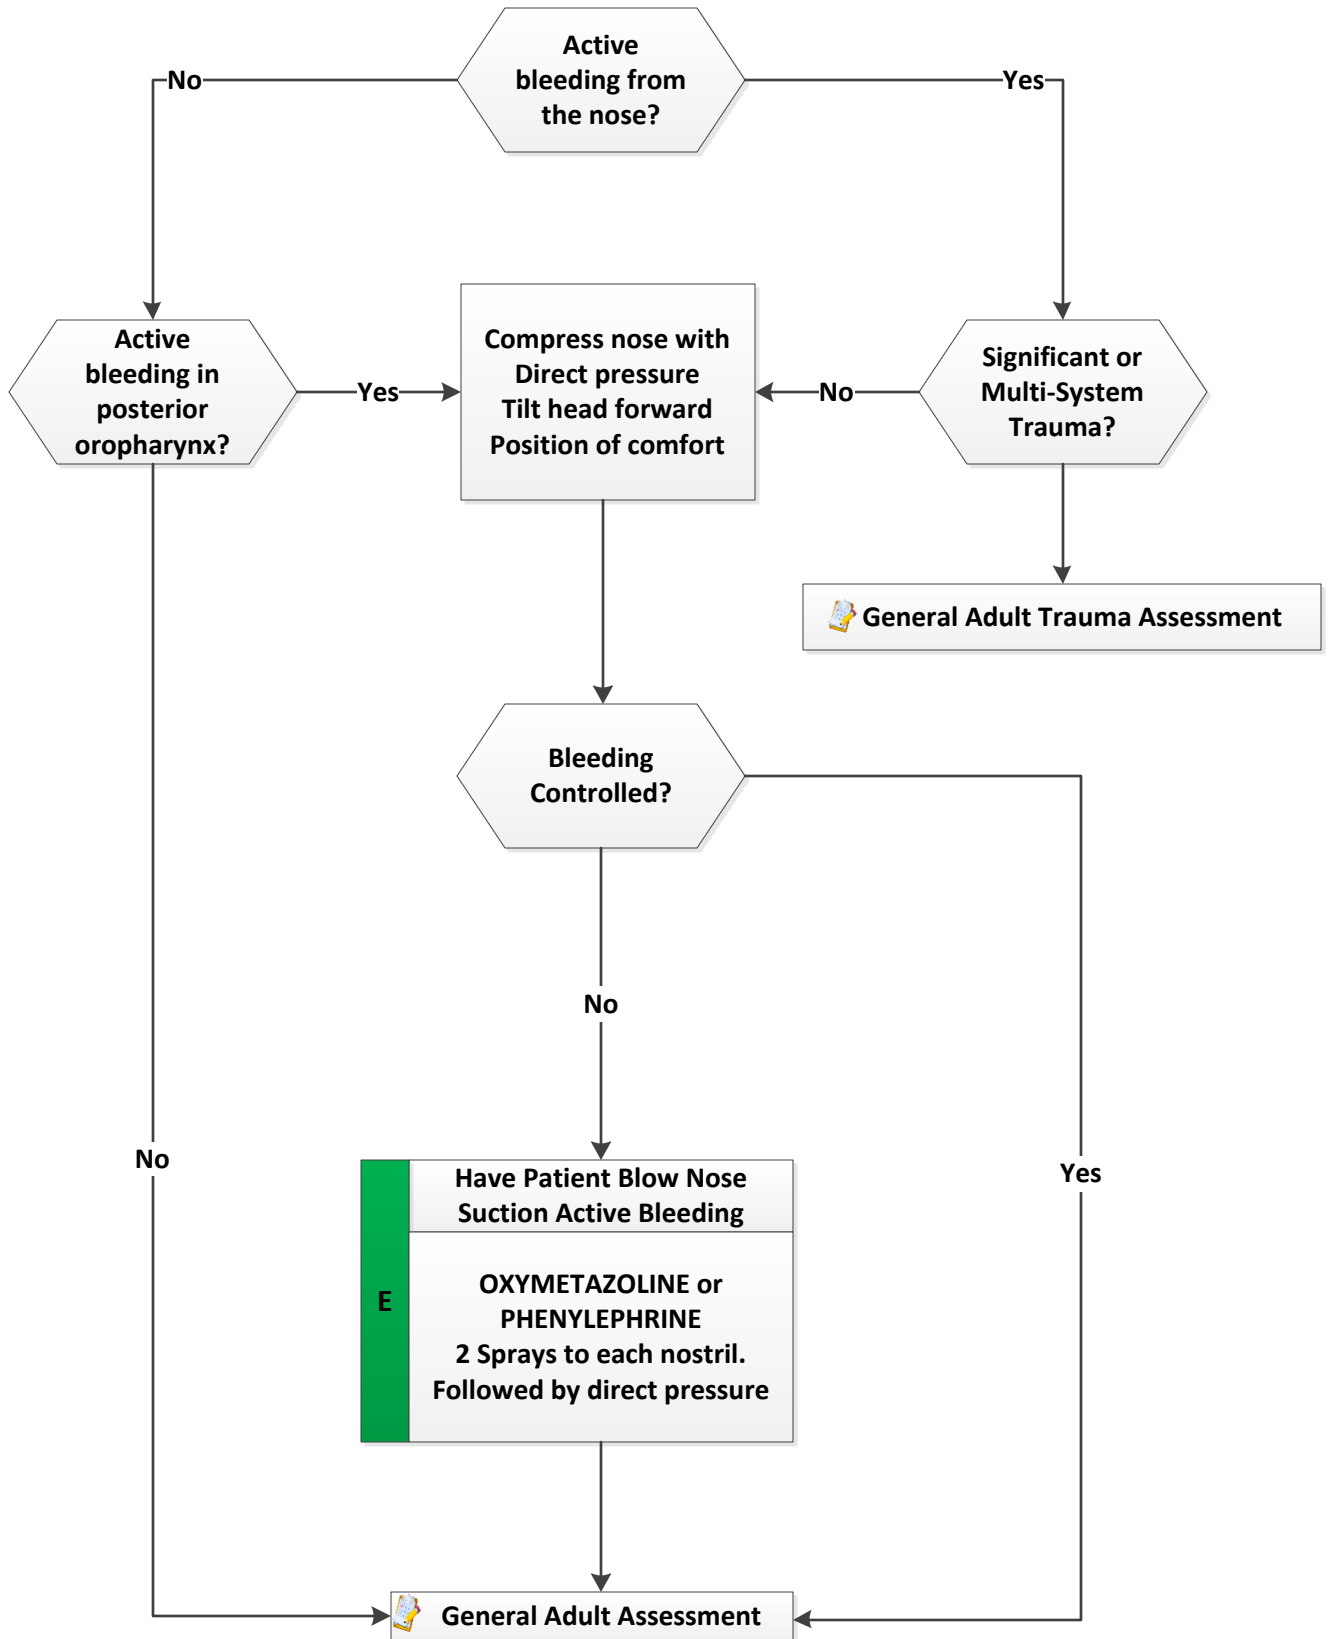 Active
bleeding from
the nose?
No
Yes
Active
bleeding in
posterior
oropharynx?
Yes
Compress nose with
Direct pressure
Tilt head forward
Position of comfort
No
Significant or
Multi-System
Trauma?
General Adult Trauma Assessment
Bleeding
Controlled?
No
No
Yes
Have Patient Blow Nose
Suction Active Bleeding
E
OXYMETAZOLINE or
PHENYLEPHRINE
2 Sprays to each nostril.
Followed by direct pressure
General Adult Assessment